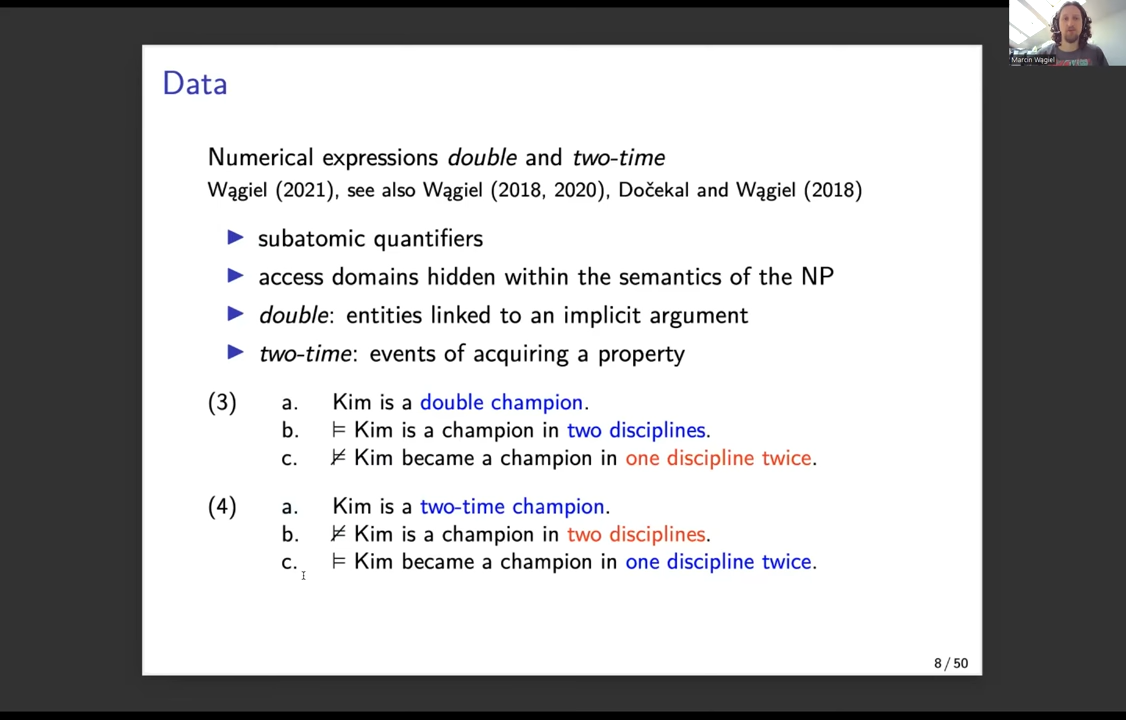 Marcin Wągiel
Data
Numerical expressions double and two-time
Wągiel (2021), see also Wągiel (2018, 2020), Dočekal and Wągiel (2018)
▶ subatomic quantifiers
▶ access domains hidden within the semantics of the NP
▶ double: entities linked to an implicit argument
▶ two-time: events of acquiring a property
(3) a. Kim is a double champion.
b. ⊨ Kim is a champion in two disciplines.
c. ⊭ Kim became a champion in one discipline twice.
(4) a. Kim is a two-time champion.
b. ⊭ Kim is a champion in two disciplines.
c. ⊨ Kim became a champion in one discipline twice.
8 / 50